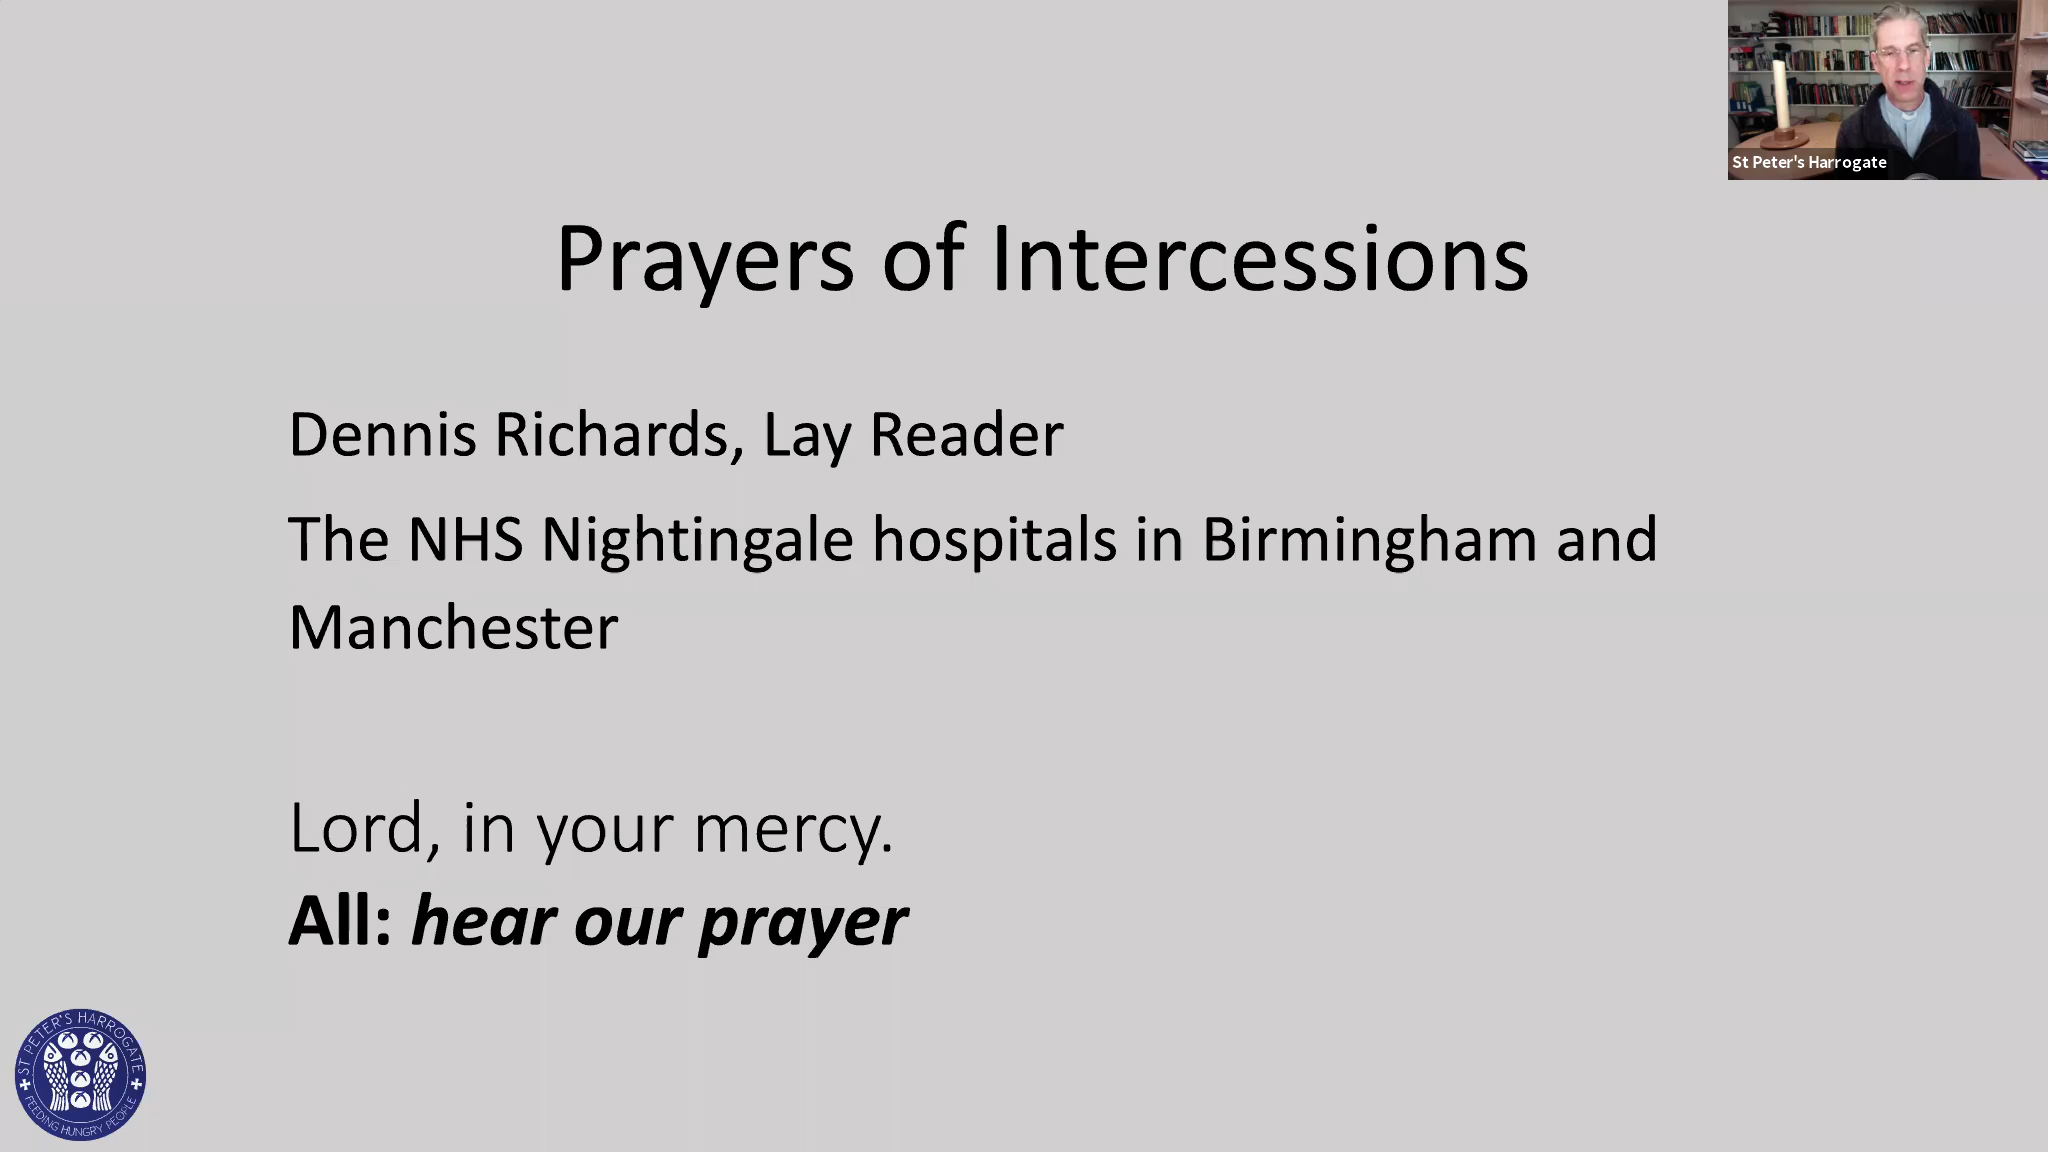 St Peter's Harrogate
Prayers of Intercessions
Dennis Richards, Lay Reader
The NHS Nightingale hospitals in Birmingham and
Manchester
Lord, in your mercy.
All: hear our prayer
ST PETER'S HARROGATE
FEEDING HUNGRY PEOPLE